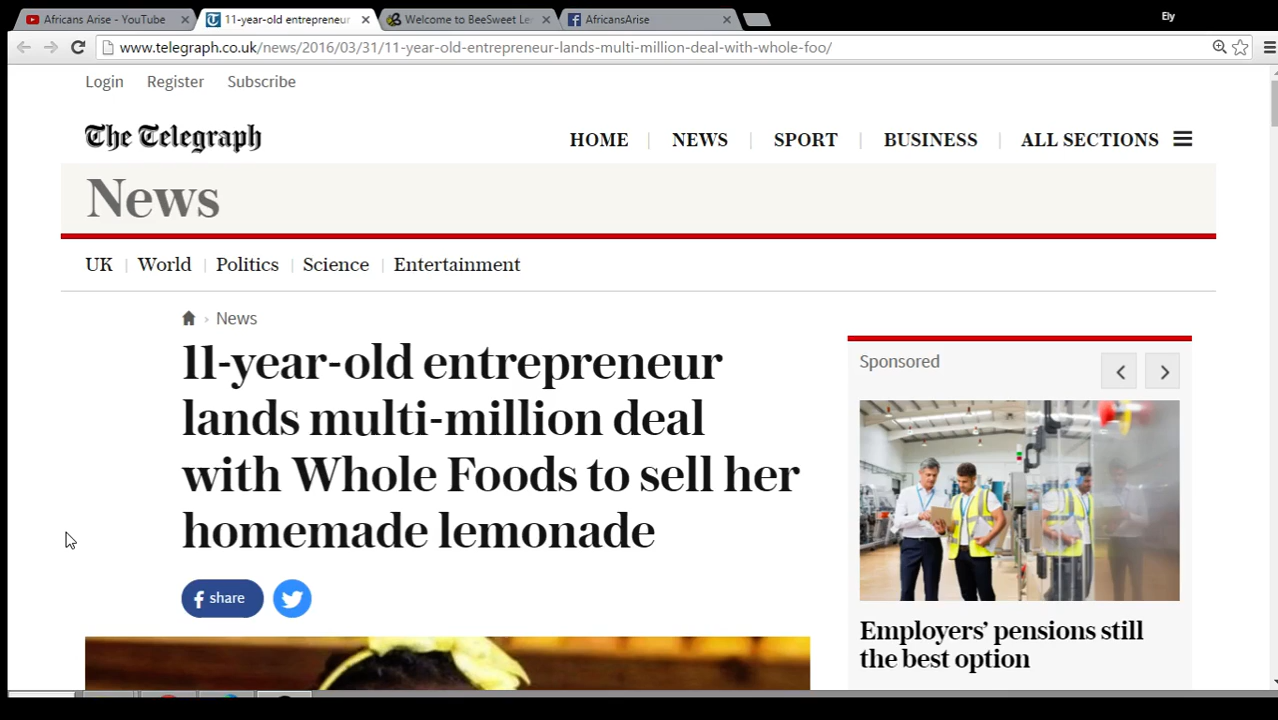 Africans Arise - YouTube
11-year-old entrepreneur
Welcome to BeeSweet Le
AfricansArise
Ely
www.telegraph.co.uk/news/2016/03/31/11-year-old-entrepreneur-lands-multi-million-deal-with-whole-foo/
Login Register Subscribe
The Telegraph
HOME NEWS SPORT BUSINESS ALL SECTIONS
News
UK World Politics Science Entertainment
› News
11-year-old entrepreneur
lands multi-million deal
with Whole Foods to sell her
homemade lemonade
share
Sponsored
Employers' pensions still
the best option